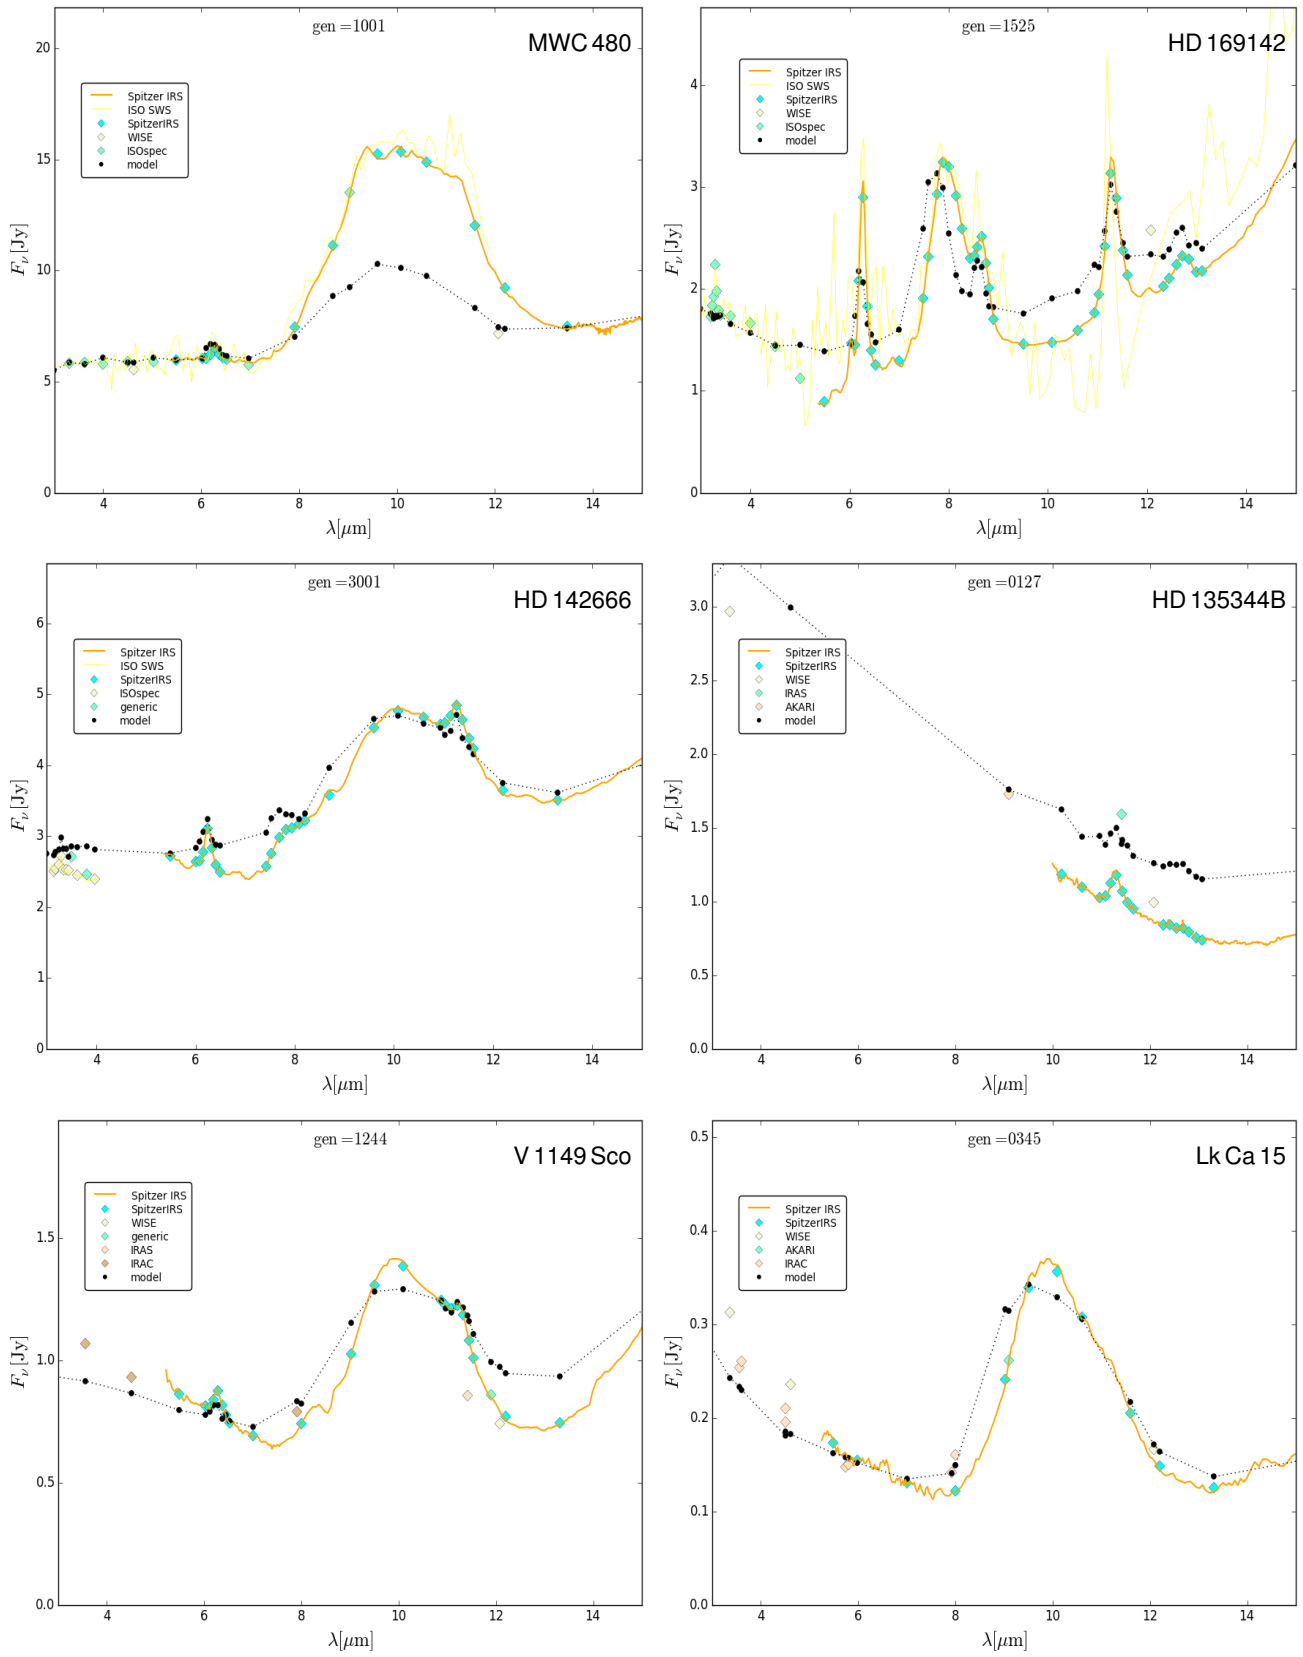 gen = 1001
MWC 480
Spitzer IRS
ISO SWS
SpitzerIRS
WISE
ISOspec
model
20
15
10
5
0
F_ν [Jy]
4 6 8 10 12 14
λ[μm]
gen = 1525
HD 169142
Spitzer IRS
ISO SWS
SpitzerIRS
WISE
ISOspec
model
4
3
2
1
0
F_ν [Jy]
4 6 8 10 12 14
λ[μm]
gen = 3001
HD 142666
Spitzer IRS
ISO SWS
SpitzerIRS
ISOspec
generic
model
6
5
4
3
2
1
0
F_ν [Jy]
4 6 8 10 12 14
λ[μm]
gen = 0127
HD 135344B
Spitzer IRS
SpitzerIRS
WISE
IRAS
AKARI
model
3.0
2.5
2.0
1.5
1.0
0.5
0.0
F_ν [Jy]
4 6 8 10 12 14
λ[μm]
gen = 1244
V 1149 Sco
Spitzer IRS
SpitzerIRS
WISE
generic
IRAS
IRAC
model
1.5
1.0
0.5
0.0
F_ν [Jy]
4 6 8 10 12 14
λ[μm]
gen = 0345
Lk Ca 15
Spitzer IRS
SpitzerIRS
WISE
AKARI
IRAC
model
0.5
0.4
0.3
0.2
0.1
0.0
F_ν [Jy]
4 6 8 10 12 14
λ[μm]